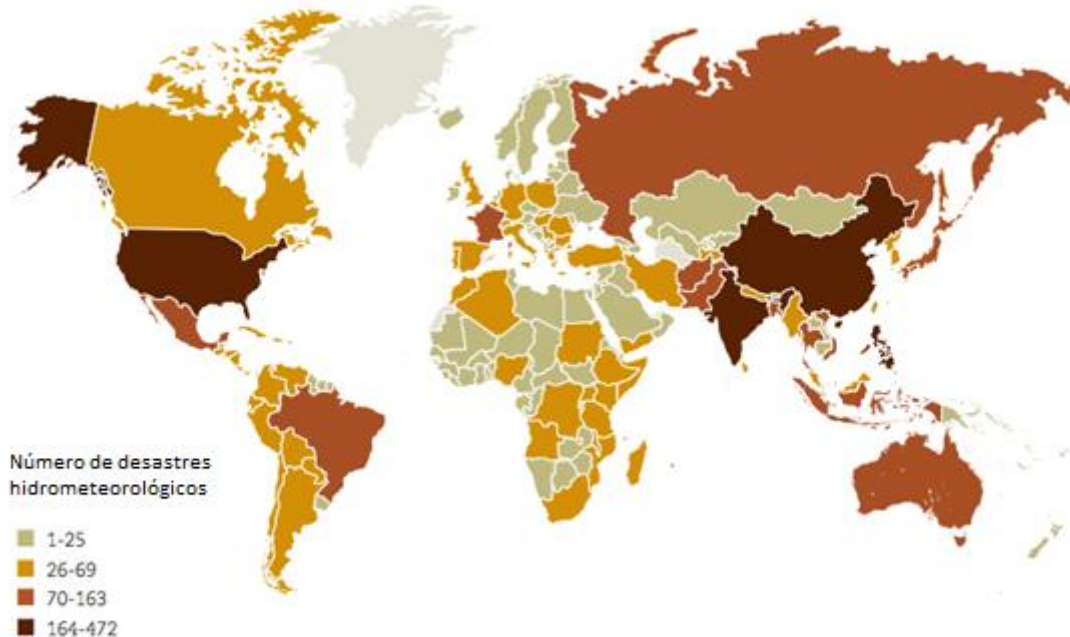 Número de desastres
hidrometeorológicos
1-25
26-69
70-163
164-472